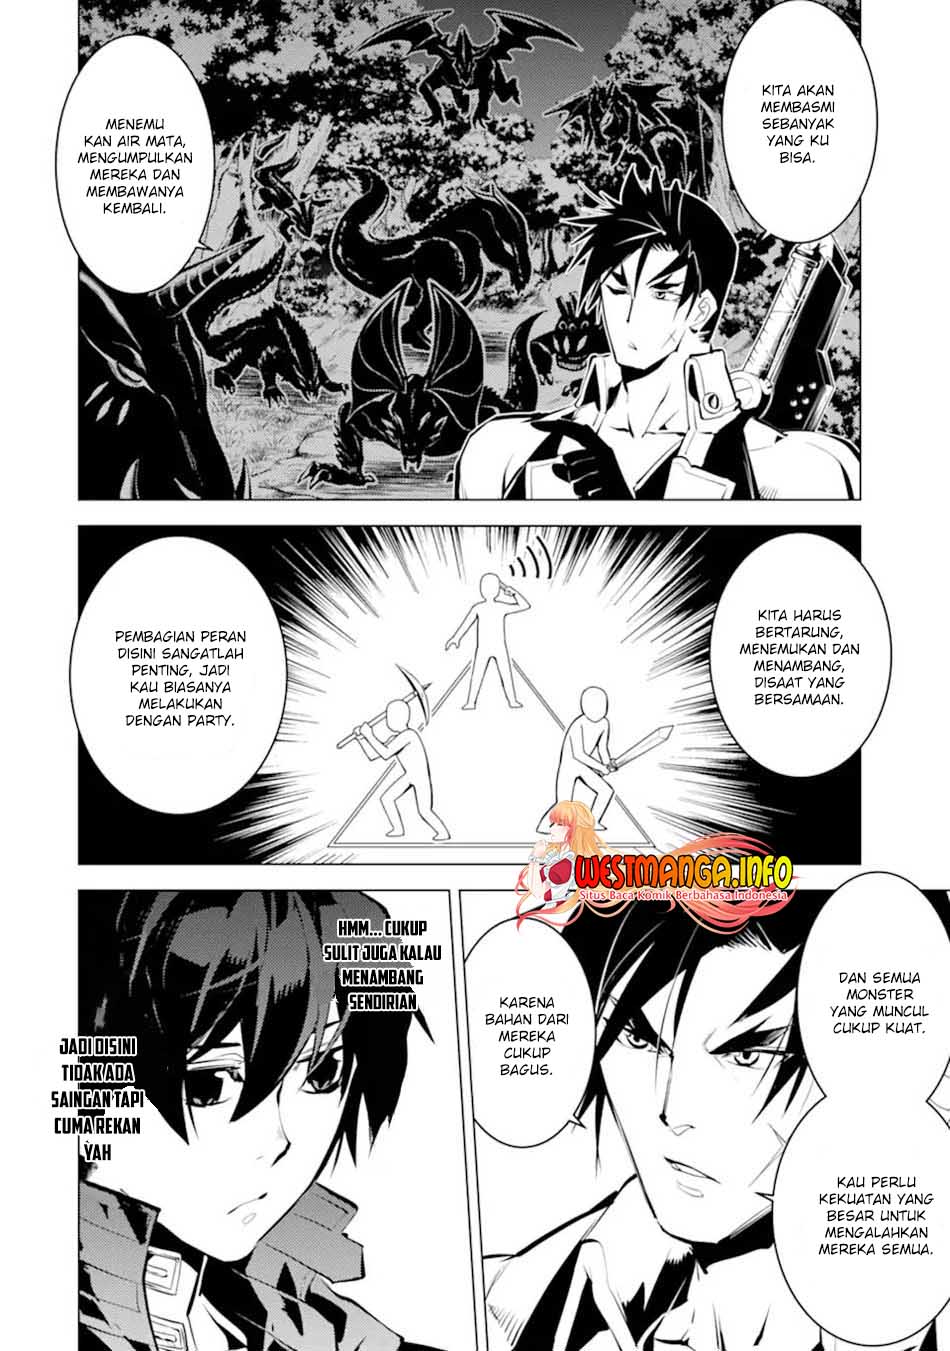 KITA AKAN
MEMBASMI
SEBANYAK
YANG KU
BISA.
MENEMU
KAN AIR MATA,
MENGUMPULKAN
MEREKA DAN
MEMBAWANYA
KEMBALI.
KITA HARUS
BERTARUNG,
MENEMUKAN DAN
MENAMBANG,
DISAAT YANG
BERSAMAAN.
PEMBAGIAN PERAN
DISINI SANGATLAH
PENTING, JADI
KAU BIASANYA
MELAKUKAN
DENGAN PARTY.
WESTMANGA.INFO
Situs Baca Komik Berbahasa Indonesia
DAN SEMUA
MONSTER
YANG MUNCUL
CUKUP KUAT.
KAU PERLU
KEKUATAN YANG
BESAR UNTUK
MENGALAHKAN
MEREKA SEMUA.
KARENA
BAHAN DARI
MEREKA
CUKUP
BAGUS.
HMM... CUKUP
SULIT JUGA KALAU
MENAMBANG
SENDIRIAN
JADI DISINI
TIDAK ADA
SAINGAN TAPI
CUMA REKAN
YAH